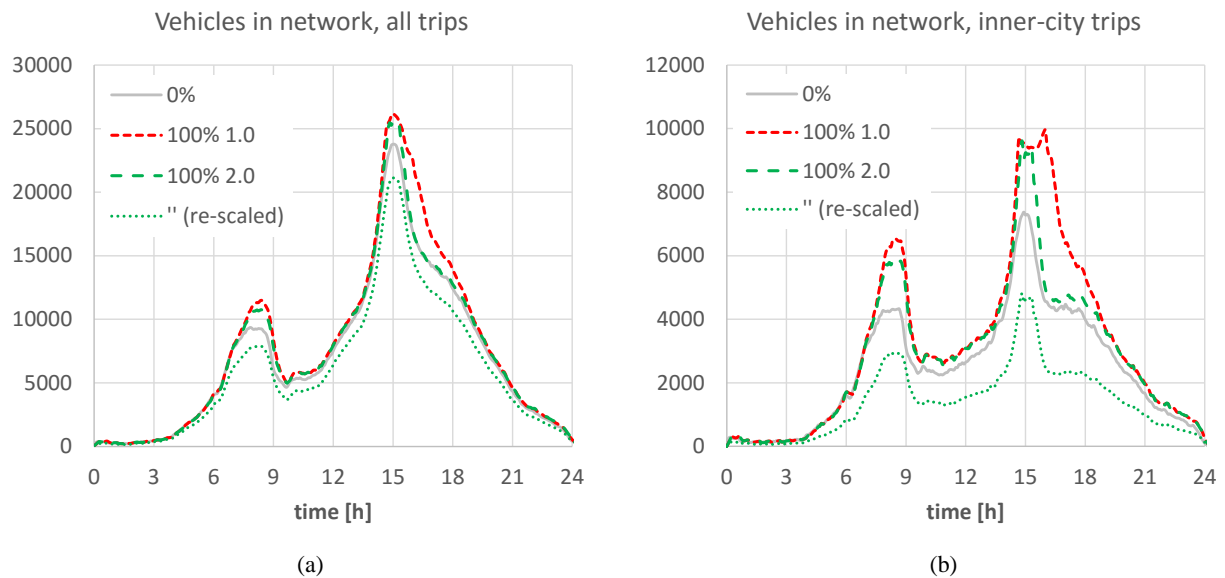 Vehicles in network, all trips
30000
25000
20000
15000
10000
5000
0
0%
100% 1.0
100% 2.0
" (re-scaled)
0 3 6 9 12 15 18 21 24
time [h]
(a)
Vehicles in network, inner-city trips
12000
10000
8000
6000
4000
2000
0
0%
100% 1.0
100% 2.0
" (re-scaled)
0 3 6 9 12 15 18 21 24
time [h]
(b)